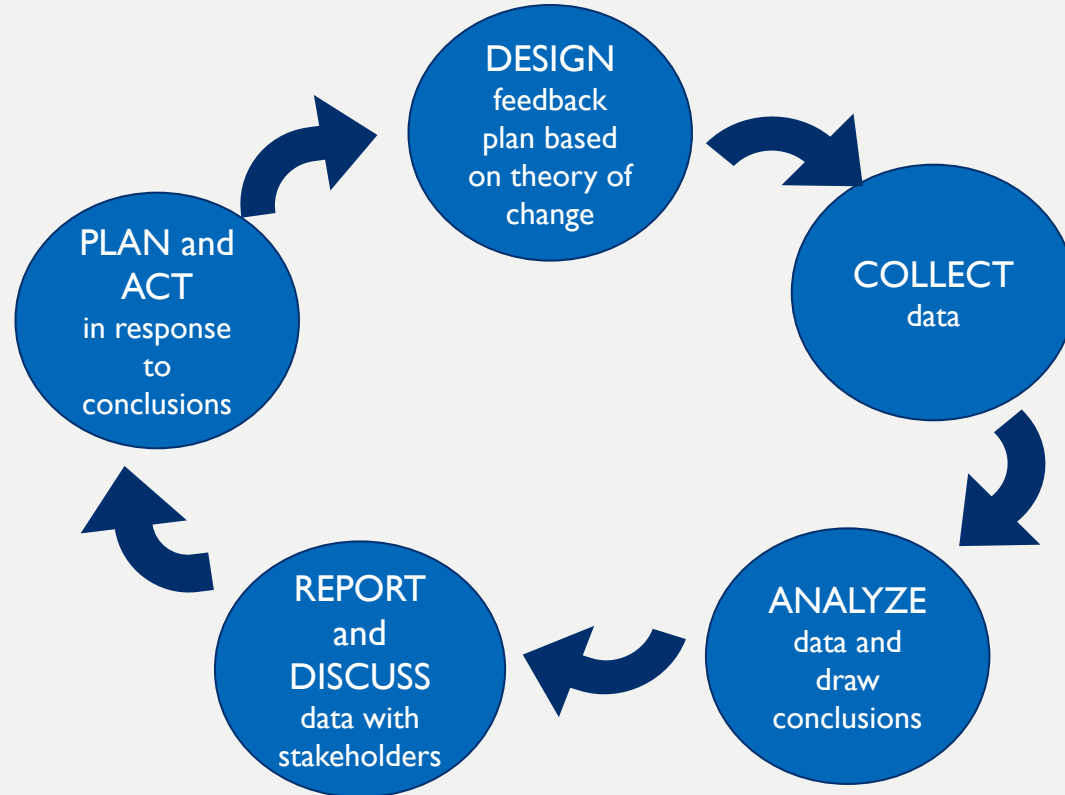 DESIGN
feedback
plan based
on theory of
change
COLLECT
data
ANALYZE
data and
draw
conclusions
REPORT
and
DISCUSS
data with
stakeholders
PLAN and
ACT
in response
to
conclusions